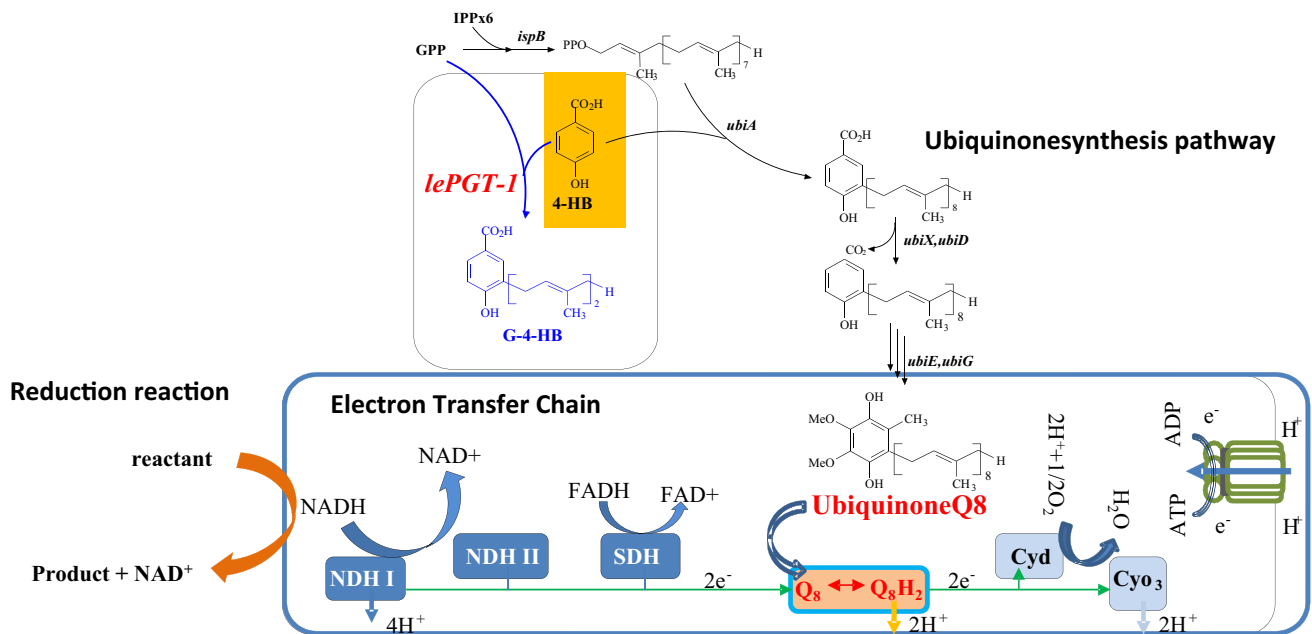 IPPx6
GPP
ispB
PPO
H
7
CH3
CH3
CO2H
OH
4-HB
lePGT-1
ubiA
Ubiquinonesynthesis pathway
CO2H
H
8
OH
CH3
ubiX,ubiD
CO2
CO2H
H
2
OH
CH3
G-4-HB
H
8
OH
CH3
ubiE,ubiG
Reduction reaction
Electron Transfer Chain
reactant
NADH
Product + NAD+
NAD+
FADH
FAD+
NDH I
NDH II
SDH
4H+
2e-
OH
MeO
CH3
MeO
H
8
OH
CH3
UbiquinoneQ8
Q8
Q8H2
2H+
2e-
Cyd
2H++1/2O2
H2O
Cyo3
2H+
ADP
e-
H+
ATP
e-
H+